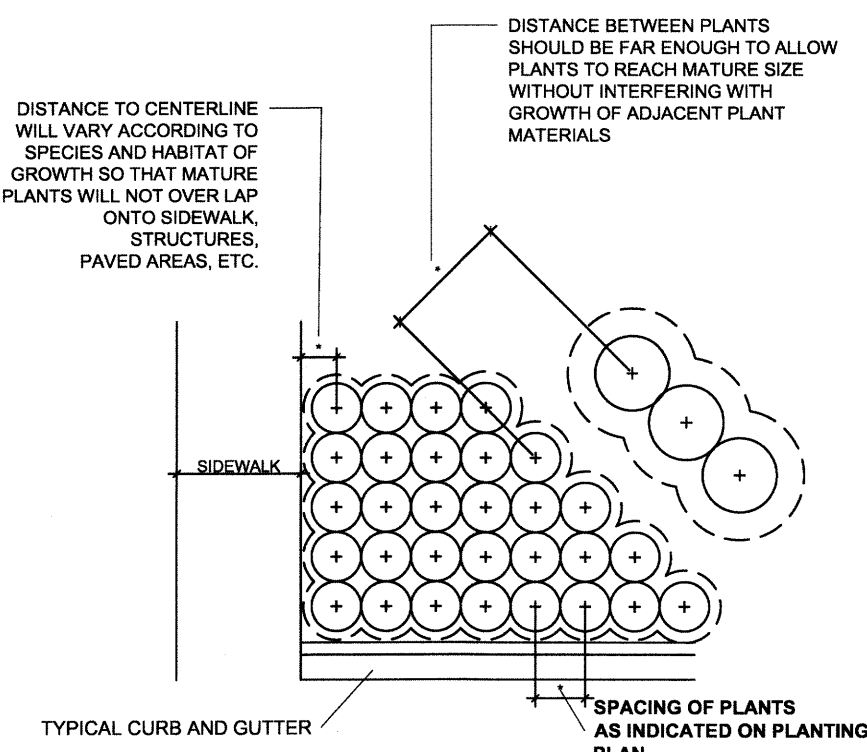 DISTANCE BETWEEN PLANTS
SHOULD BE FAR ENOUGH TO ALLOW
PLANTS TO REACH MATURE SIZE
WITHOUT INTERFERING WITH
GROWTH OF ADJACENT PLANT
MATERIALS
DISTANCE TO CENTERLINE
WILL VARY ACCORDING TO
SPECIES AND HABITAT OF
GROWTH SO THAT MATURE
PLANTS WILL NOT OVER LAP
ONTO SIDEWALK,
STRUCTURES,
PAVED AREAS, ETC.
*
*
SIDEWALK
*
SPACING OF PLANTS
AS INDICATED ON PLANTING
PLAN
TYPICAL CURB AND GUTTER